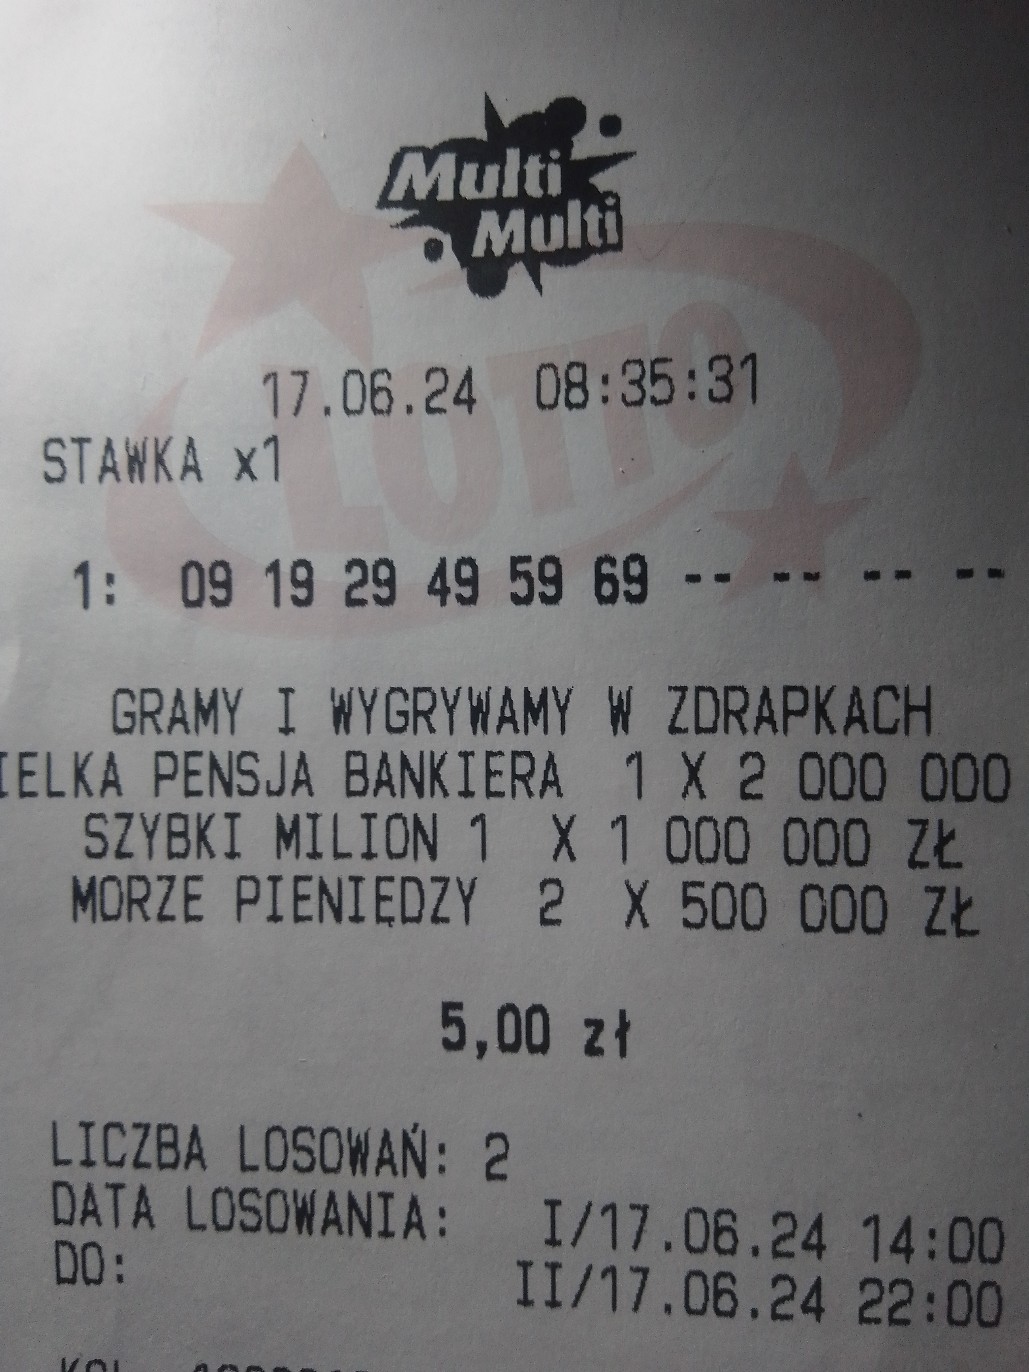 Multi
Multi
LOTTO
17.06.24 08:35:31
STAWKA x1
1: 09 19 29 49 59 69 -- -- -- --
GRAMY I WYGRYWAMY W ZDRAPKACH
IELKA PENSJA BANKIERA 1 X 2 000 000
SZYBKI MILION 1 X 1 000 000 ZŁ
MORZE PIENIĘDZY 2 X 500 000 ZŁ
5,00 zł
LICZBA LOSOWAŃ: 2
DATA LOSOWANIA: I/17.06.24 14:00
DO: II/17.06.24 22:00